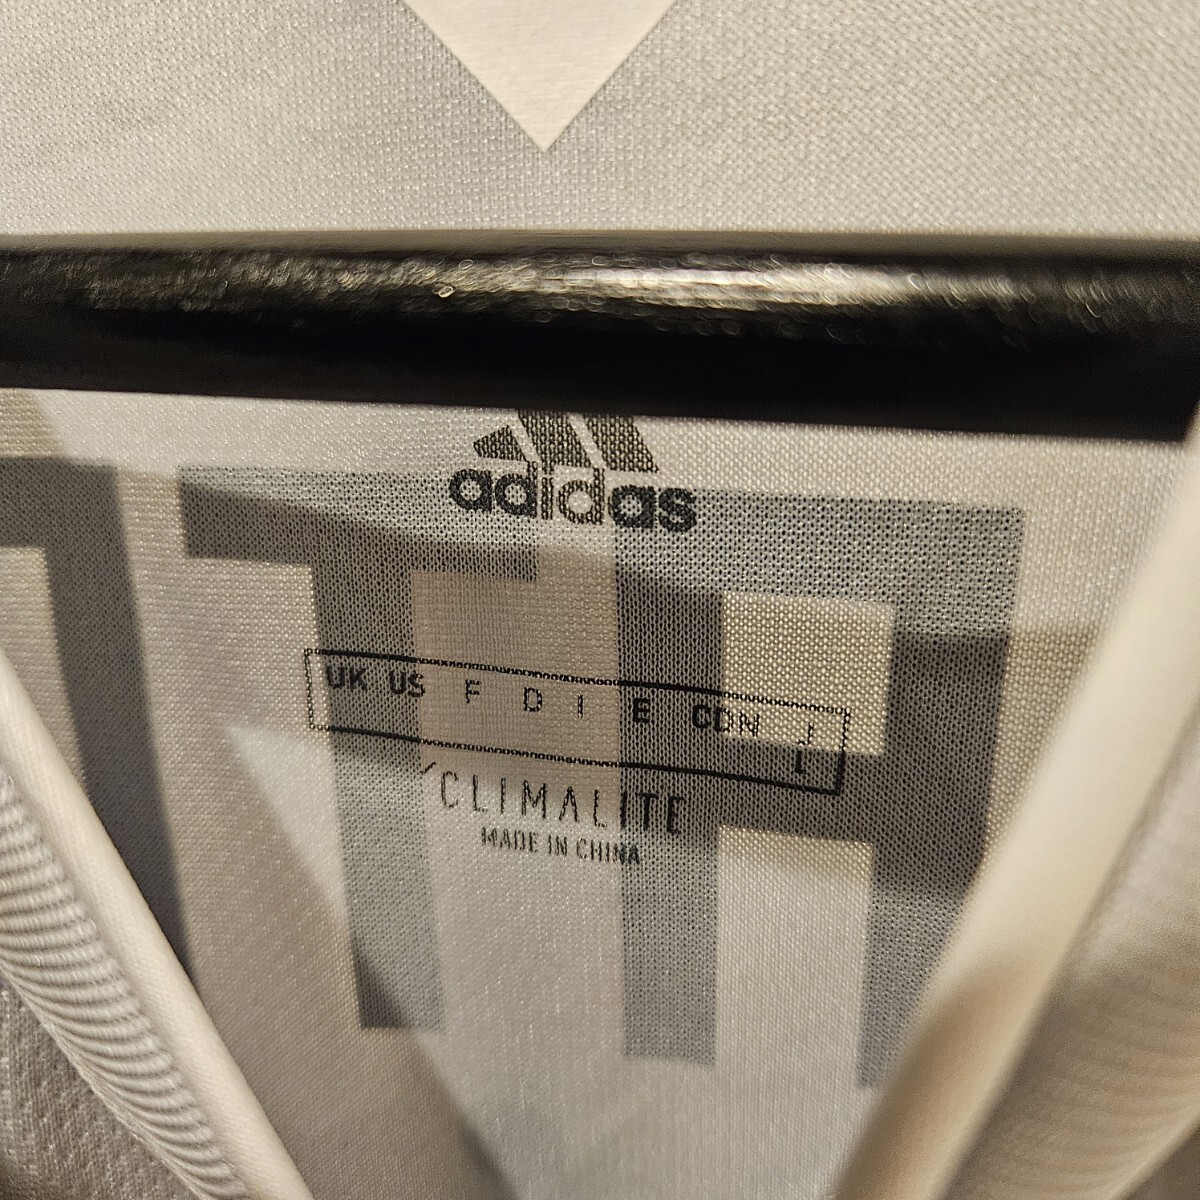 adidas
UK US F D I E CDN J
L
CLIMALITE
MADE IN CHINA